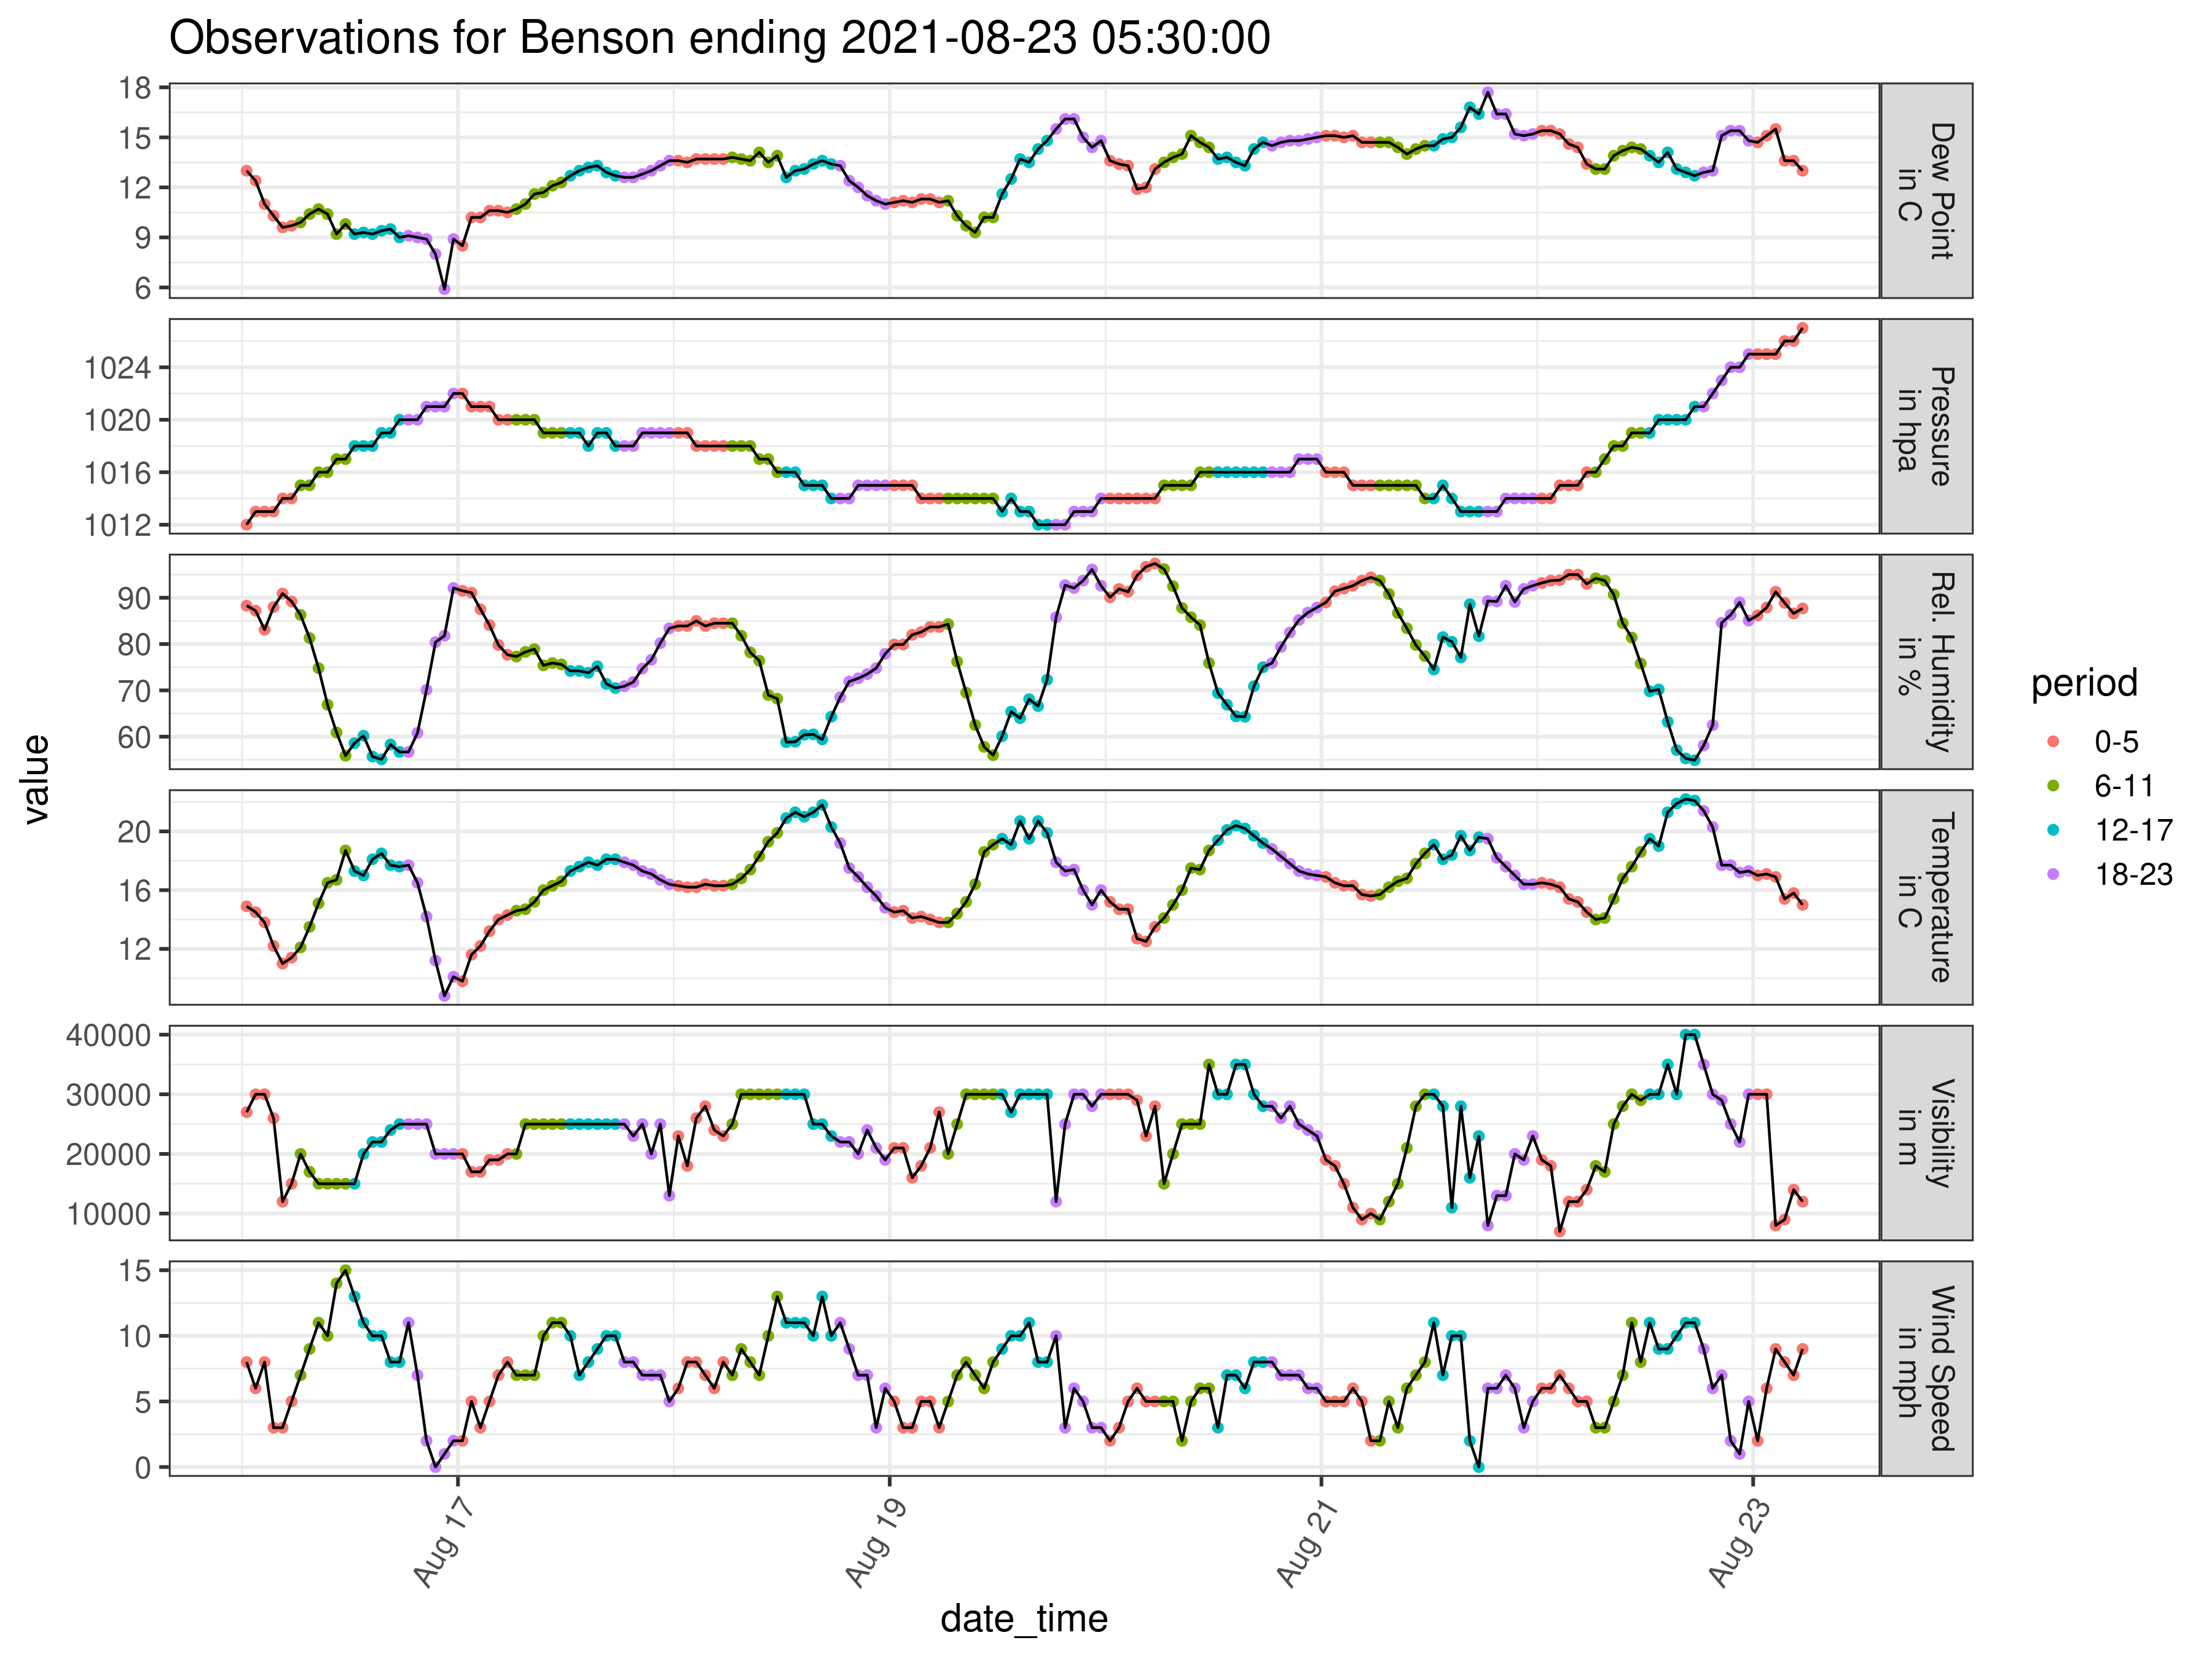 Observations for Benson ending 2021-08-23 05:30:00
value
18
15
12
9
6
Dew Point
in C
1024
1020
1016
1012
Pressure
in hpa
90
80
70
60
Rel. Humidity
in %
20
16
12
Temperature
in C
40000
30000
20000
10000
Visibility
in m
15
10
5
0
Wind Speed
in mph
Aug 17
Aug 19
Aug 21
Aug 23
date_time
period
0-5
6-11
12-17
18-23